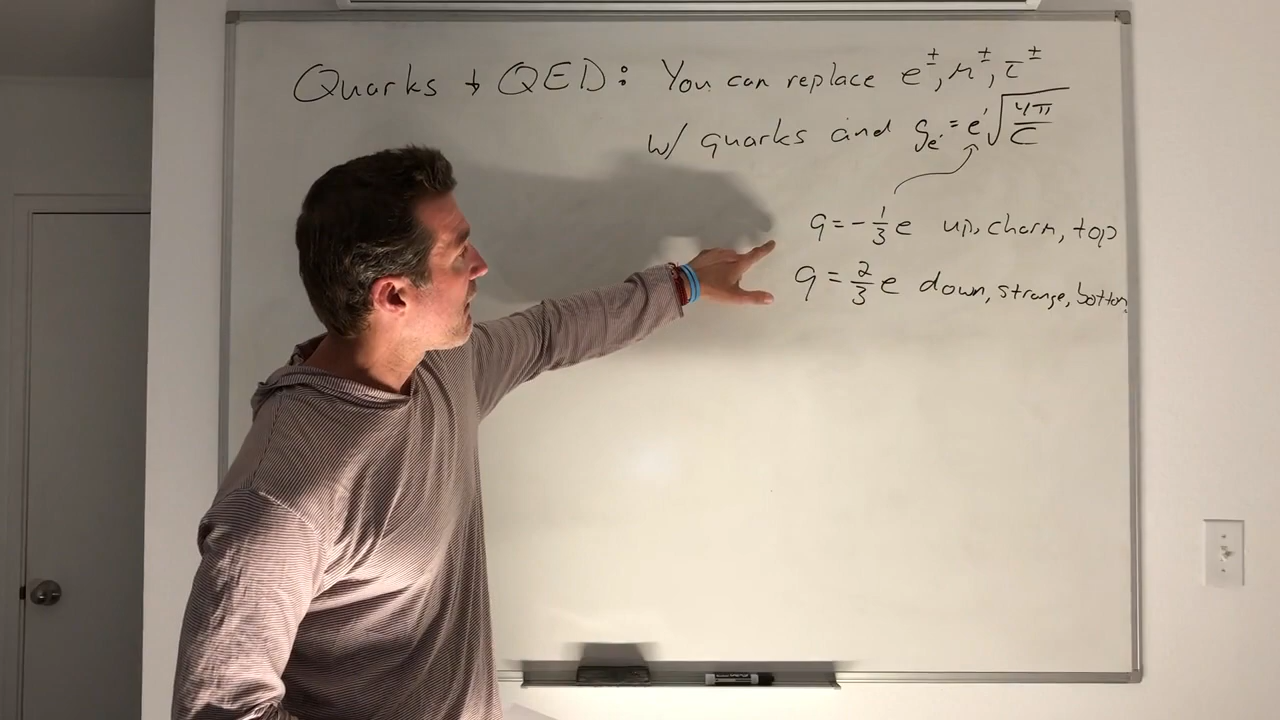 Quarks + QED: You can replace e±, μ±, τ±
w/ quarks and gₑ' = e' √(4π/c)
q = -1/3 e up, charm, top
q = 2/3 e down, strange, bottom,